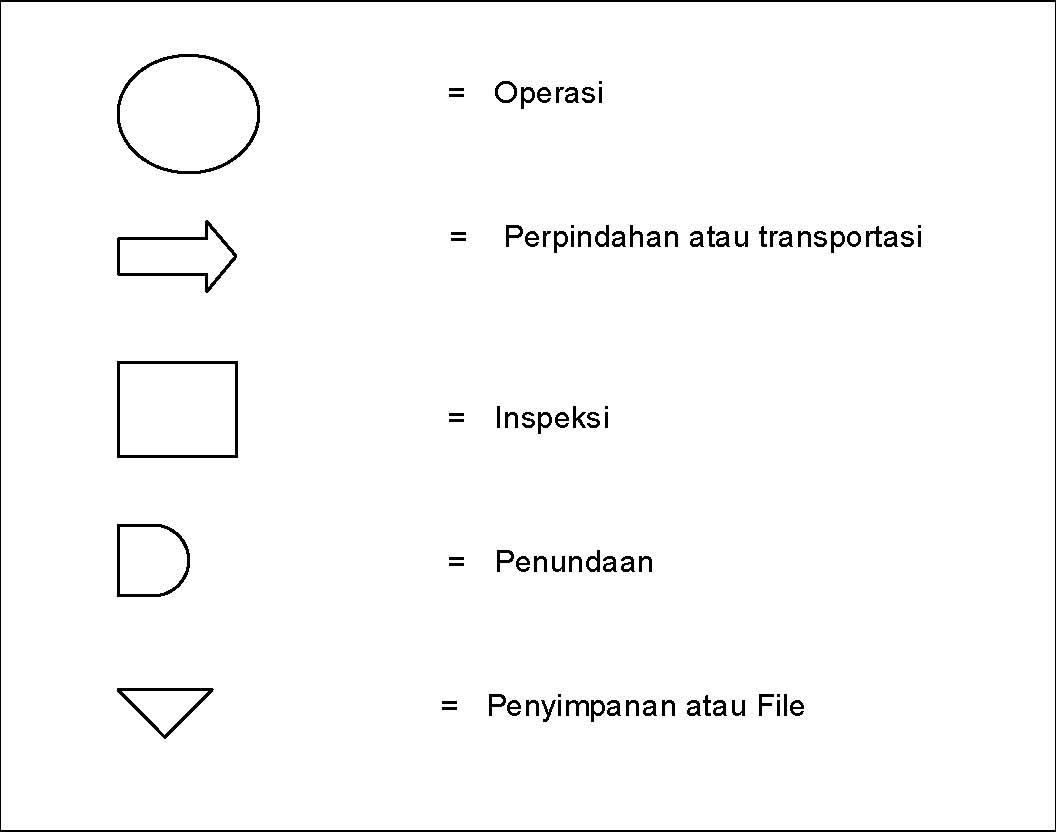 = Operasi
= Perpindahan atau transportasi
= Inspeksi
= Penundaan
= Penyimpanan atau File